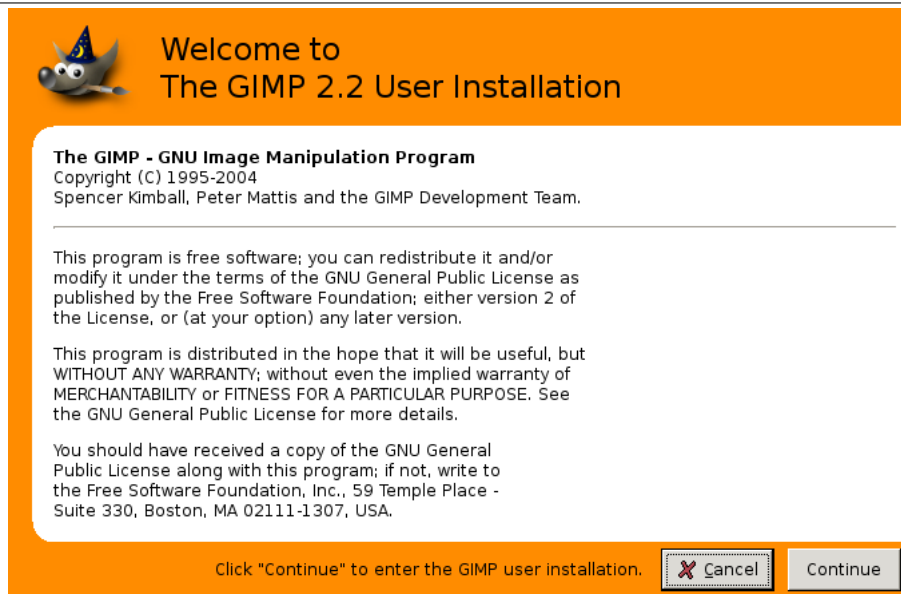 Welcome to
The GIMP 2.2 User Installation
The GIMP - GNU Image Manipulation Program
Copyright (C) 1995-2004
Spencer Kimball, Peter Mattis and the GIMP Development Team.
This program is free software; you can redistribute it and/or
modify it under the terms of the GNU General Public License as
published by the Free Software Foundation; either version 2 of
the License, or (at your option) any later version.
This program is distributed in the hope that it will be useful, but
WITHOUT ANY WARRANTY; without even the implied warranty of
MERCHANTABILITY or FITNESS FOR A PARTICULAR PURPOSE. See
the GNU General Public License for more details.
You should have received a copy of the GNU General
Public License along with this program; if not, write to
the Free Software Foundation, Inc., 59 Temple Place -
Suite 330, Boston, MA 02111-1307, USA.
Click "Continue" to enter the GIMP user installation.
Cancel
Continue